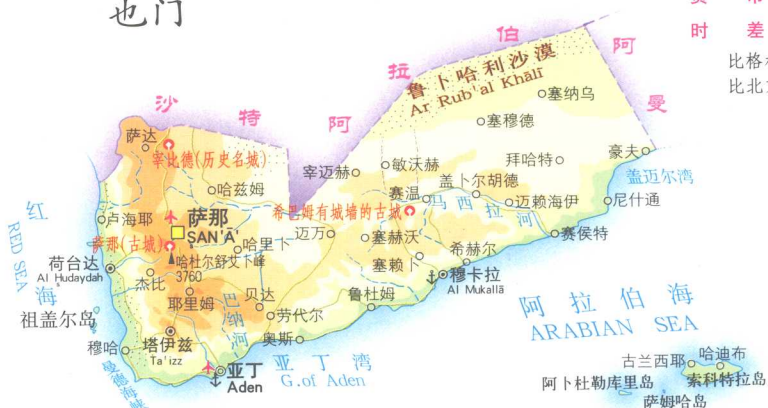 也门
贝 币
时 差
比格
比北
沙特阿拉伯
阿曼
鲁卜哈利沙漠
Ar Rub'al Khālī
塞纳乌
塞穆德
萨达
宰比德(历史名城)
宰迈赫
敏沃赫
拜哈特
豪夫
盖迈尔湾
哈兹姆
赛温
盖卜尔胡德
迈赖海伊
尼什通
马西拉河
希巴姆有城墙的古城
红海
RED SEA
卢海耶
萨那
ṢAN'Ā'
萨那(古城)
哈里卜
迈万
塞赫沃
希赫尔
赛侯特
荷台达
Al Hudaydah
哈杜尔舒艾卜峰
3760
塞赖卜
穆卡拉
Al Mukallā
杰比
耶里姆
巴纳河
贝达
鲁杜姆
祖盖尔岛
劳代尔
阿拉伯海
ARABIAN SEA
穆哈
塔伊兹
Ta'izz
奥斯
曼德海峡
亚丁
Aden
亚丁湾
G.of Aden
古兰西耶
哈迪布
阿卜杜勒库里岛
索科特拉岛
萨姆哈岛